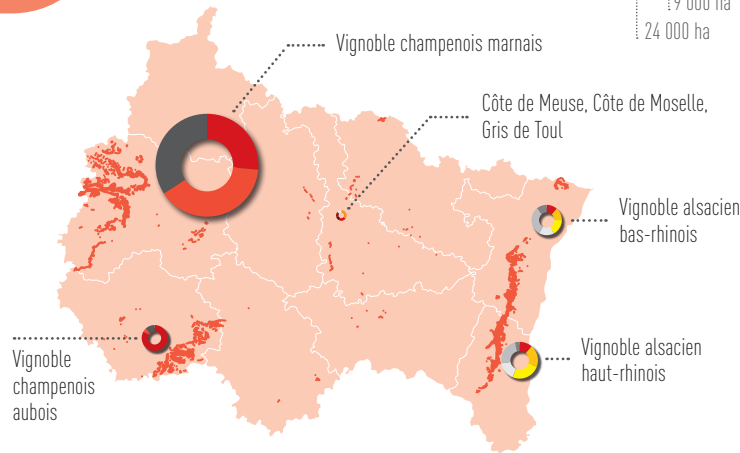 9 000 ha
24 000 ha
Vignoble champenois marnais
Côte de Meuse, Côte de Moselle,
Gris de Toul
Vignoble alsacien
bas-rhinois
Vignoble alsacien
haut-rhinois
Vignoble
champenois
aubois